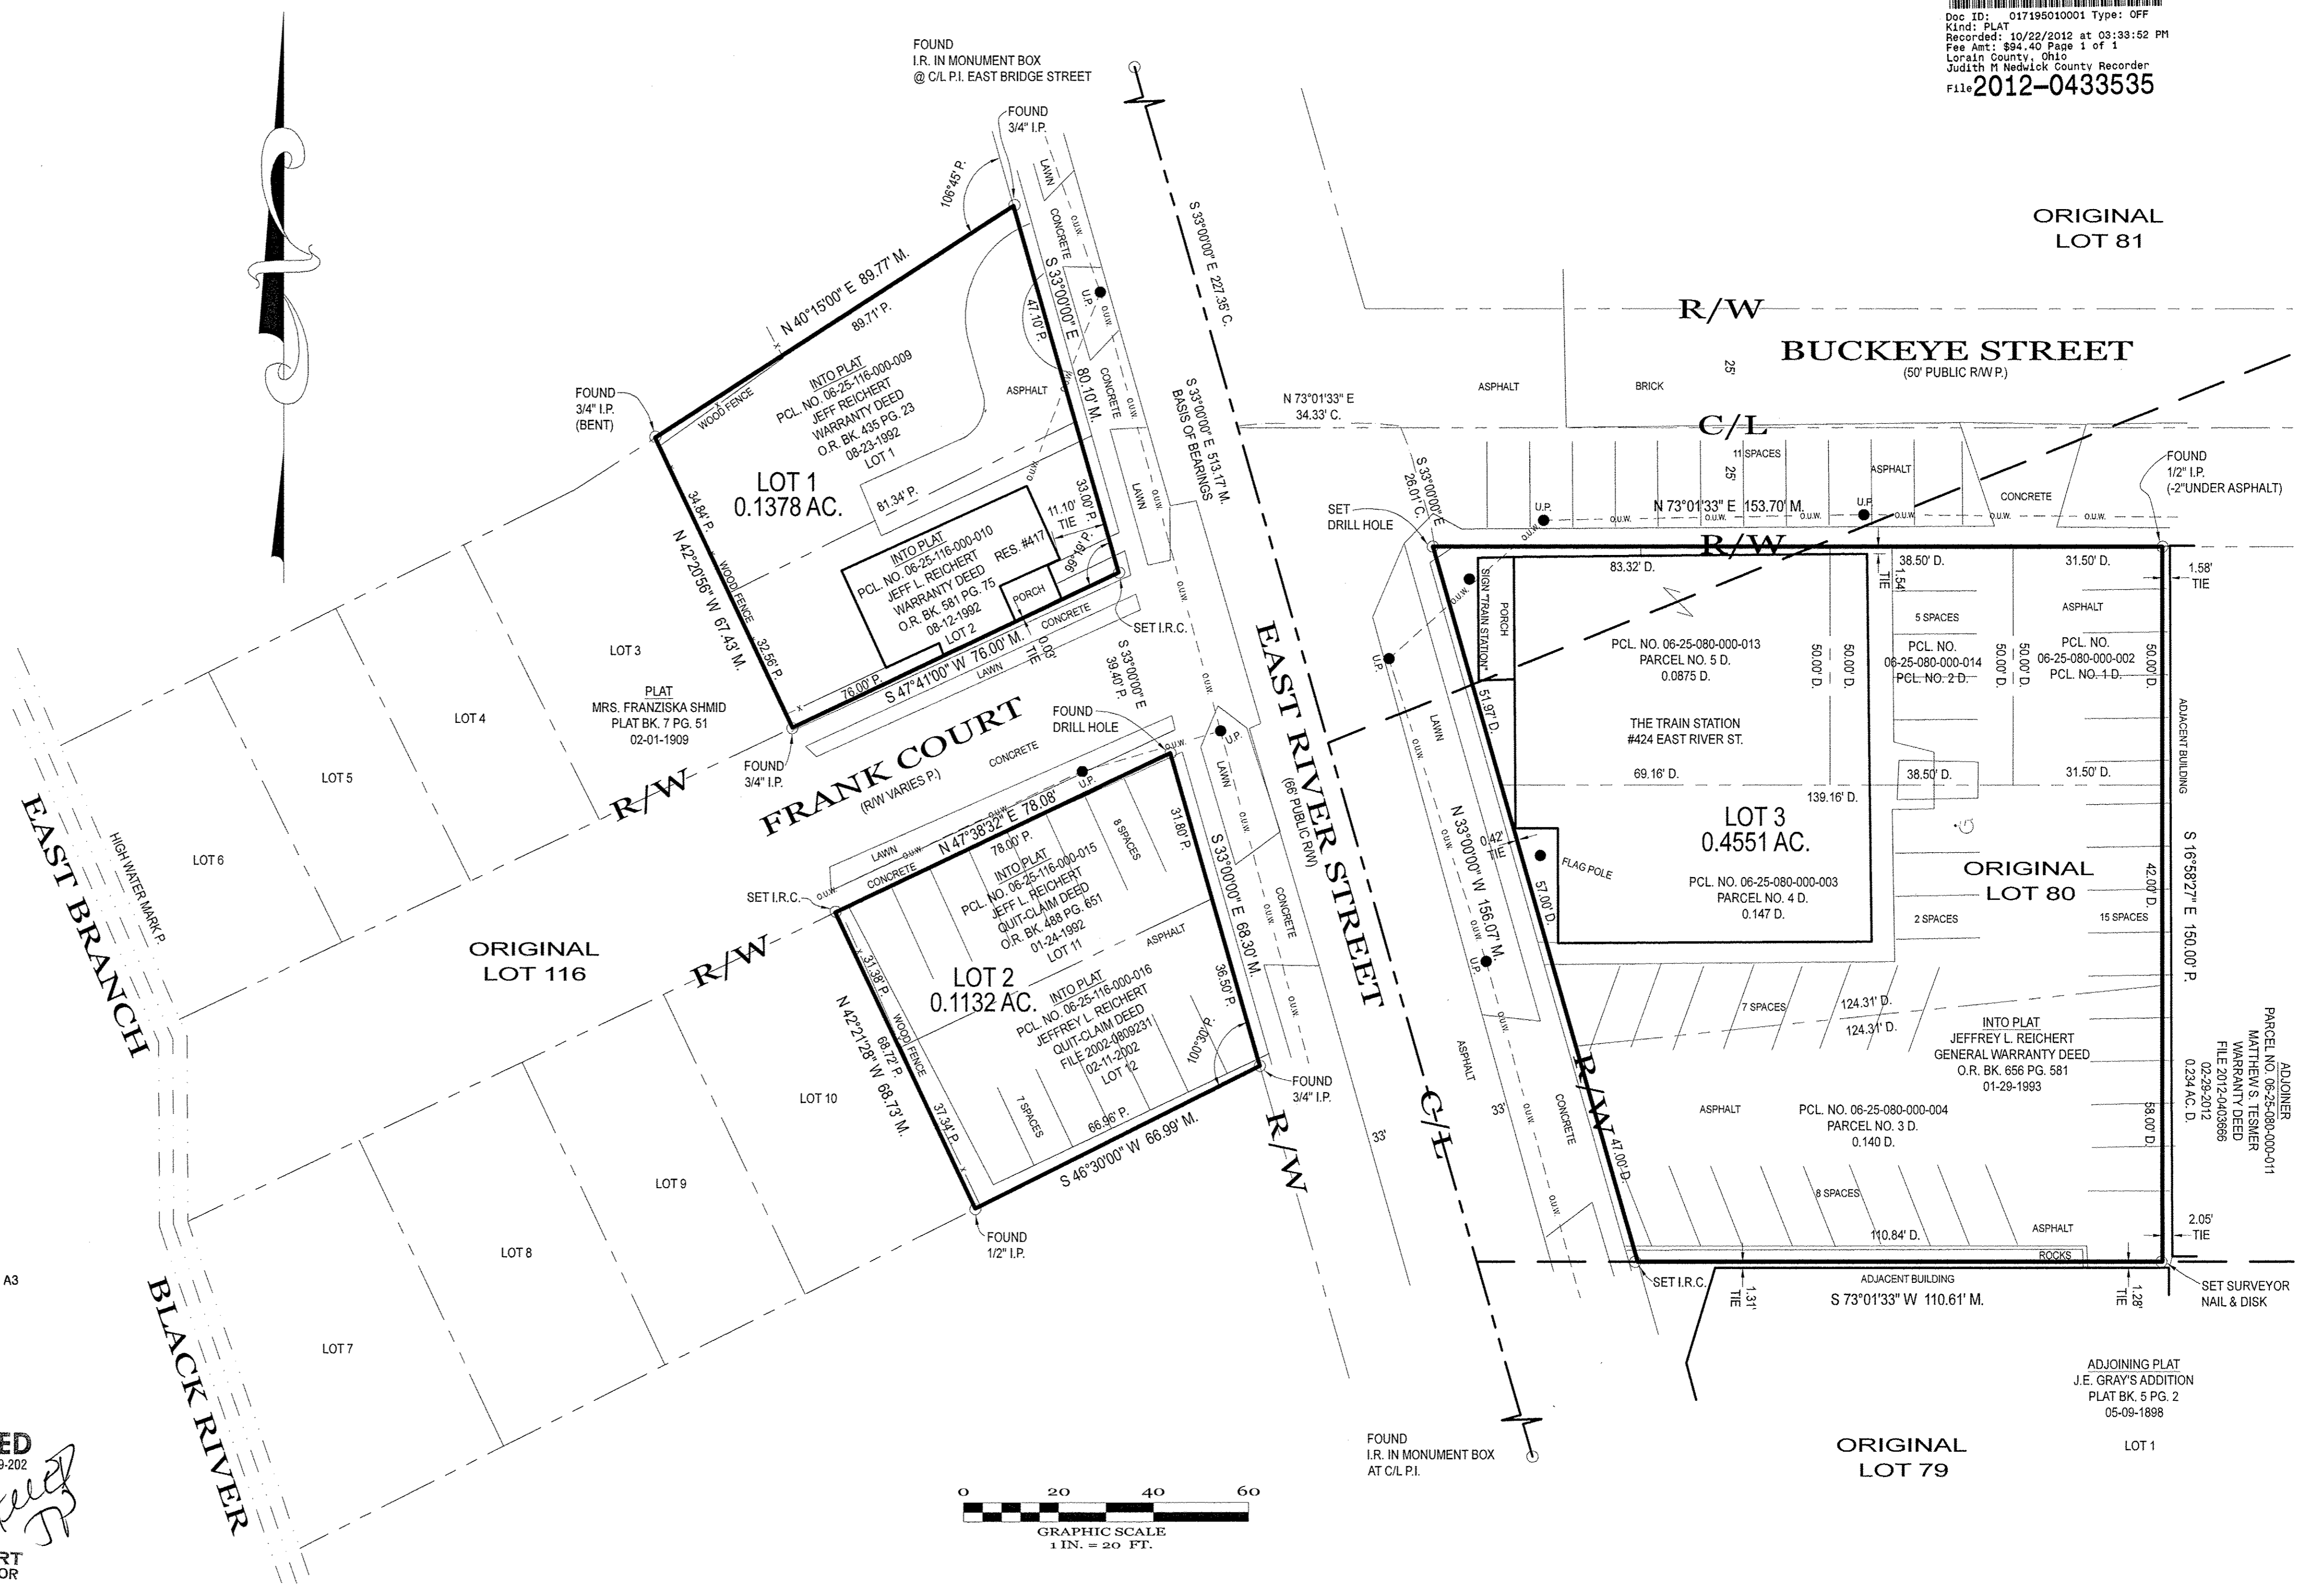 Doc ID: 017195010001 Type: OFF
Kind: PLAT
Recorded: 10/22/2012 at 03:33:52 PM
Fee Amt: $94.40 Page 1 of 1
Lorain County, Ohio
Judith M Nedwick County Recorder
File 2012-0433535
FOUND
I.R. IN MONUMENT BOX
@ C/L P.I. EAST BRIDGE STREET
FOUND
3/4" I.P.
106°45' P.
LAWN
CONCRETE
O.U.W.
S 33°00'00" E 227.35' C.
ORIGINAL
LOT 81
N 40°15'00" E 89.77' M.
89.71' P.
S 33°00'00" E
80.10' M.
47.10' P.
U.P.
O.U.W.
CONCRETE
O.U.W.
R/W
BUCKEYE STREET
(50' PUBLIC R/W P.)
25'
ASPHALT
BRICK
C/L
11 SPACES
25'
ASPHALT
CONCRETE
N 73°01'33" E
34.33' C.
S 33°00'00" E 513.17' M.
BASIS OF BEARINGS
FOUND
3/4" I.P.
(BENT)
WOOD FENCE
INTO PLAT
PCL. NO. 06-25-116-000-009
JEFF REICHERT
WARRANTY DEED
O.R. BK. 435 PG. 23
08-23-1992
LOT 1
ASPHALT
LOT 1
0.1378 AC.
81.34' P.
O.U.W.
33.00' P.
LAWN
O.U.W.
34.84' P.
N 42°20'56" W 67.43' M.
WOOD FENCE
32.56' P.
INTO PLAT
PCL. NO. 06-25-116-000-010
JEFF L. REICHERT
WARRANTY DEED
O.R. BK. 581 PG. 75
08-12-1992
LOT 2
RES. #417
11.10'
TIE
99°19' P.
PORCH
CONCRETE
SET I.R.C.
0.03'
TIE
LAWN
76.00' P.
S 47°41'00" W 76.00' M.
S 33°00'00" E
39.40' P.
O.U.W.
FOUND
1/2" I.P.
(-2"UNDER ASPHALT)
S 33°00'00" E
26.01' C.
SET
DRILL HOLE
U.P.
N 73°01'33" E 153.70' M.
U.P.
O.U.W.
O.U.W.
O.U.W.
O.U.W.
O.U.W.
O.U.W.
O.U.W.
R/W
83.32' D.
1.54'
TIE
38.50' D.
31.50' D.
1.58'
TIE
O.U.W.
SIGN "TRAIN STATION"
PORCH
5 SPACES
ASPHALT
PCL. NO. 06-25-080-000-013
PARCEL NO. 5 D.
0.0875 D.
50.00' D.
50.00' D.
PCL. NO.
06-25-080-000-014
PCL. NO. 2 D.
50.00' D.
50.00' D.
PCL. NO.
06-25-080-000-002
PCL. NO. 1 D.
50.00' D.
U.P.
51.97' D.
THE TRAIN STATION
#424 EAST RIVER ST.
ADJACENT BUILDING
69.16' D.
38.50' D.
31.50' D.
139.16' D.
LOT 3
0.4551 AC.
LAWN
O.U.W.
0.42'
TIE
FLAG POLE
ORIGINAL
LOT 80
PCL. NO. 06-25-080-000-003
PARCEL NO. 4 D.
0.147 D.
42.00' D.
2 SPACES
15 SPACES
S 16°58'27" E 150.00' P.
57.00' D.
N 33°00'00" W 156.07' M.
O.U.W.
O.U.W.
U.P.
O.U.W.
7 SPACES
124.31' D.
124.31' D.
INTO PLAT
JEFFREY L. REICHERT
GENERAL WARRANTY DEED
O.R. BK. 656 PG. 581
01-29-1993
ADJOINER
PARCEL NO. 06-25-080-000-011
MATTHEW S. TESMER
WARRANTY DEED
FILE 2012-0403666
02-29-2012
0.234 AC. D.
58.00' D.
ASPHALT
R/W
ASPHALT
PCL. NO. 06-25-080-000-004
PARCEL NO. 3 D.
0.140 D.
33'
O.U.W.
CONCRETE
47.00' D.
33'
C/L
8 SPACES
110.84' D.
ASPHALT
ROCKS
2.05'
TIE
O.U.W.
SET I.R.C.
ADJACENT BUILDING
1.31'
TIE
S 73°01'33" W 110.61' M.
1.28'
TIE
SET SURVEYOR
NAIL & DISK
ADJOINING PLAT
J.E. GRAY'S ADDITION
PLAT BK. 5 PG. 2
05-09-1898
ORIGINAL
LOT 79
LOT 1
LOT 3
PLAT
MRS. FRANZISKA SHMID
PLAT BK. 7 PG. 51
02-01-1909
LOT 4
LOT 5
LOT 6
FOUND
3/4" I.P.
R/W
FRANK COURT
(R/W VARIES P.)
FOUND
DRILL HOLE
CONCRETE
O.U.W.
U.P.
U.P.
EAST RIVER STREET
(66' PUBLIC R/W)
LAWN
O.U.W.
O.U.W.
LAWN
O.U.W.
CONCRETE
O.U.W.
SET I.R.C.
N 47°38'32" E 78.08'
78.00' P.
8 SPACES
31.80' P.
S 33°00'00" E 68.30' M.
INTO PLAT
PCL. NO. 06-25-116-000-015
JEFF L. REICHERT
QUIT-CLAIM DEED
O.R. BK. 488 PG. 651
01-24-1992
LOT 11
ASPHALT
CONCRETE
O.U.W.
LOT 2
0.1132 AC.
31.38' P.
WOOD FENCE
68.72' P.
N 42°21'28" W 68.73' M.
37.34' P.
INTO PLAT
PCL. NO. 06-25-116-000-016
JEFFREY L. REICHERT
QUIT-CLAIM DEED
FILE 2002-0809231
02-11-2002
LOT 12
36.50' P.
100°30' P.
7 SPACES
66.96' P.
S 46°30'00" W 66.99' M.
FOUND
3/4" I.P.
R/W
FOUND
1/2" I.P.
R/W
ORIGINAL
LOT 116
EAST BRANCH
HIGH WATER MARK P.
BLACK RIVER
LOT 10
LOT 9
LOT 8
LOT 7
A3
FOUND
I.R. IN MONUMENT BOX
AT C/L P.I.
0 20 40 60
GRAPHIC SCALE
1 IN. = 20 FT.
ED
9-202
RT
OR